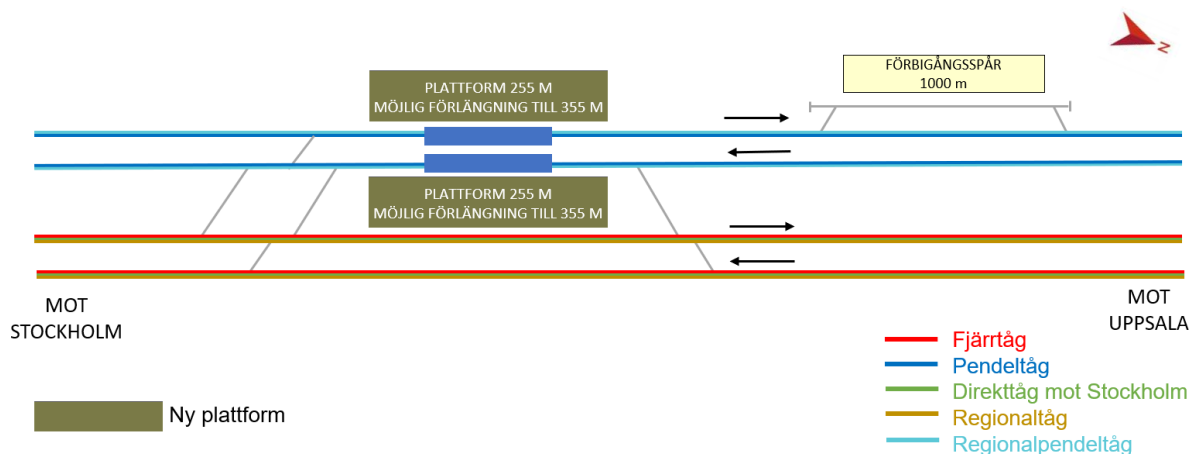 N
FÖRBIGÅNGSSPÅR
1000 m
PLATTFORM 255 M
MÖJLIG FÖRLÄNGNING TILL 355 M
PLATTFORM 255 M
MÖJLIG FÖRLÄNGNING TILL 355 M
MOT
STOCKHOLM
MOT
UPPSALA
Fjärrtåg
Pendeltåg
Direkttåg mot Stockholm
Regionaltåg
Regionalpendeltåg
Ny plattform